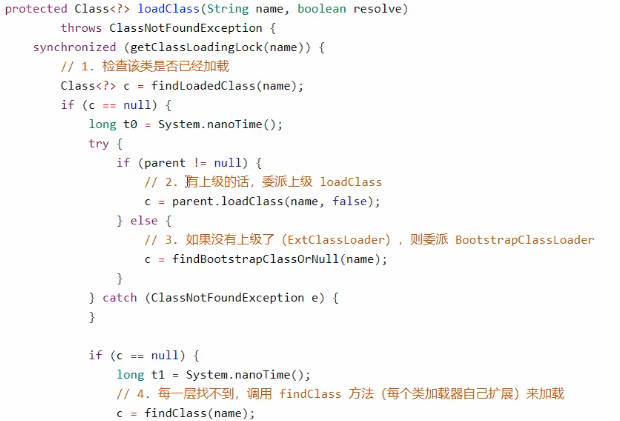 protected Class<?> loadClass(String name, boolean resolve)
throws ClassNotFoundException {
synchronized (getClassLoadingLock(name)) {
// 1. 检查该类是否已经加载
Class<?> c = findLoadedClass(name);
if (c == null) {
long t0 = System.nanoTime();
try {
if (parent != null) {
// 2. 有上级的话，委派上级 loadClass
c = parent.loadClass(name, false);
} else {
// 3. 如果没有上级了（ExtClassLoader），则委派 BootstrapClassLoader
c = findBootstrapClassOrNull(name);
}
} catch (ClassNotFoundException e) {
}
if (c == null) {
long t1 = System.nanoTime();
// 4. 每一层找不到，调用 findClass 方法（每个类加载器自己扩展）来加载
c = findClass(name);